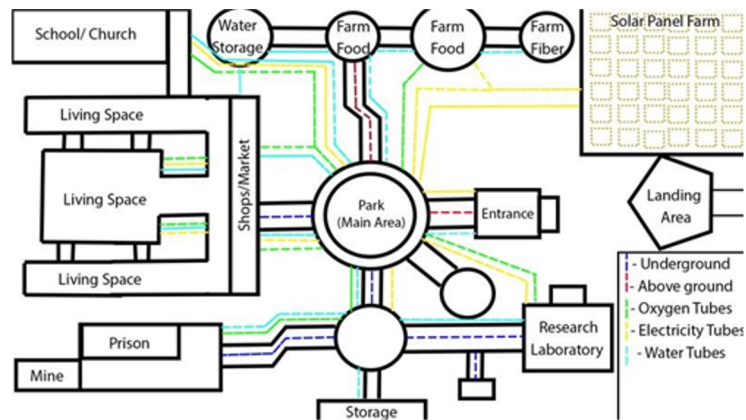 School/ Church
Water
Storage
Farm
Food
Farm
Food
Farm
Fiber
Solar Panel Farm
Living Space
Living Space
Living Space
Shops/Market
Park
(Main Area)
Entrance
Landing
Area
- Underground
- Above ground
- Oxygen Tubes
- Electricity Tubes
- Water Tubes
Prison
Mine
Research
Laboratory
Storage